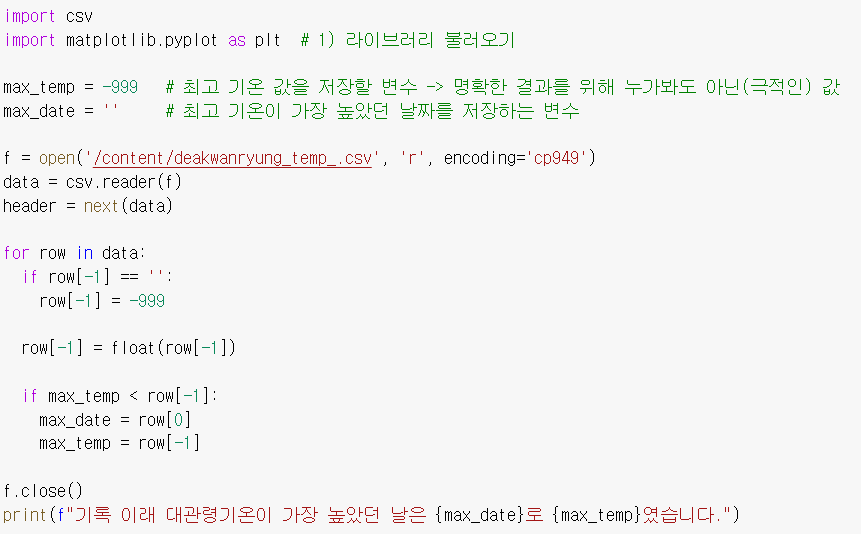 import csv
import matplotlib.pyplot as plt  # 1) 라이브러리 불러오기
max_temp = -999   # 최고 기온 값을 저장할 변수 -> 명확한 결과를 위해 누가봐도 아닌(극적인) 값
max_date = ''     # 최고 기온이 가장 높았던 날짜를 저장하는 변수
f = open('/content/deakwanryung_temp_.csv', 'r', encoding='cp949')
data = csv.reader(f)
header = next(data)
for row in data:
  if row[-1] == '':
    row[-1] = -999
  row[-1] = float(row[-1])
  if max_temp < row[-1]:
    max_date = row[0]
    max_temp = row[-1]
f.close()
print(f"기록 이래 대관령기온이 가장 높았던 날은 {max_date}로 {max_temp}였습니다.")